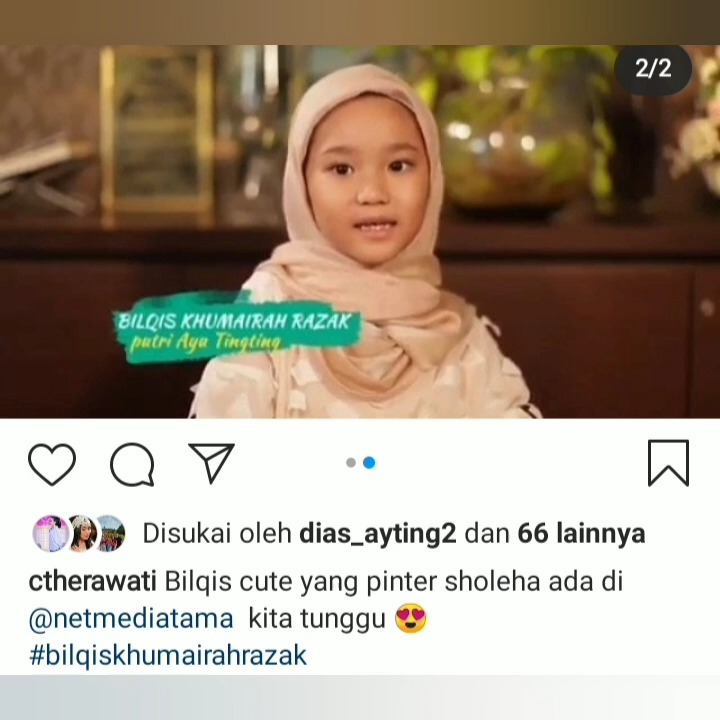 2/2
BILQIS KHUMAIRAH RAZAK
putri Ayu Tingting
Disukai oleh dias_ayting2 dan 66 lainnya
ctherawati Bilqis cute yang pinter sholeha ada di
@netmediatama kita tunggu 😍
#bilqiskhumairahrazak